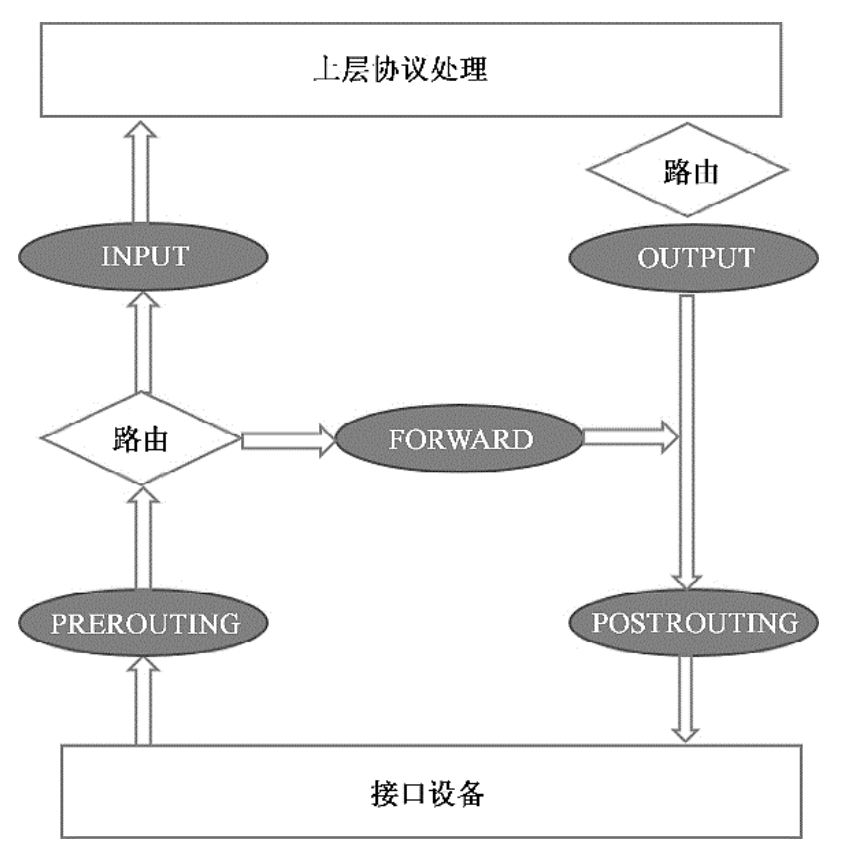 上层协议处理
路由
INPUT
OUTPUT
路由
FORWARD
PREROUTING
POSTROUTING
接口设备